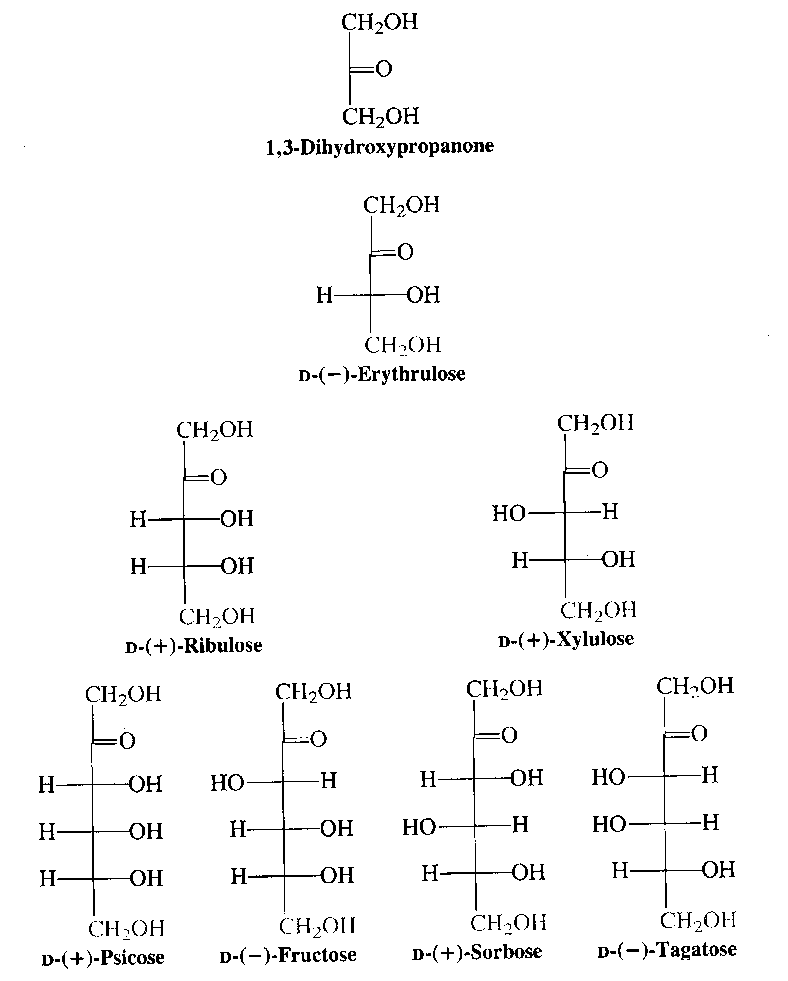 CH₂OH
=O
CH₂OH
1,3-Dihydroxypropanone
CH₂OH
=O
H OH
CH₂OH
D-(−)-Erythrulose
CH₂OH
=O
H OH
H OH
CH₂OH
D-(+)-Ribulose
CH₂OH
=O
HO H
H OH
CH₂OH
D-(+)-Xylulose
CH₂OH
=O
H OH
H OH
H OH
CH₂OH
D-(+)-Psicose
CH₂OH
=O
HO H
H OH
H OH
CH₂OH
D-(−)-Fructose
CH₂OH
=O
H OH
HO H
H OH
CH₂OH
D-(+)-Sorbose
CH₂OH
=O
HO H
HO H
H OH
CH₂OH
D-(−)-Tagatose